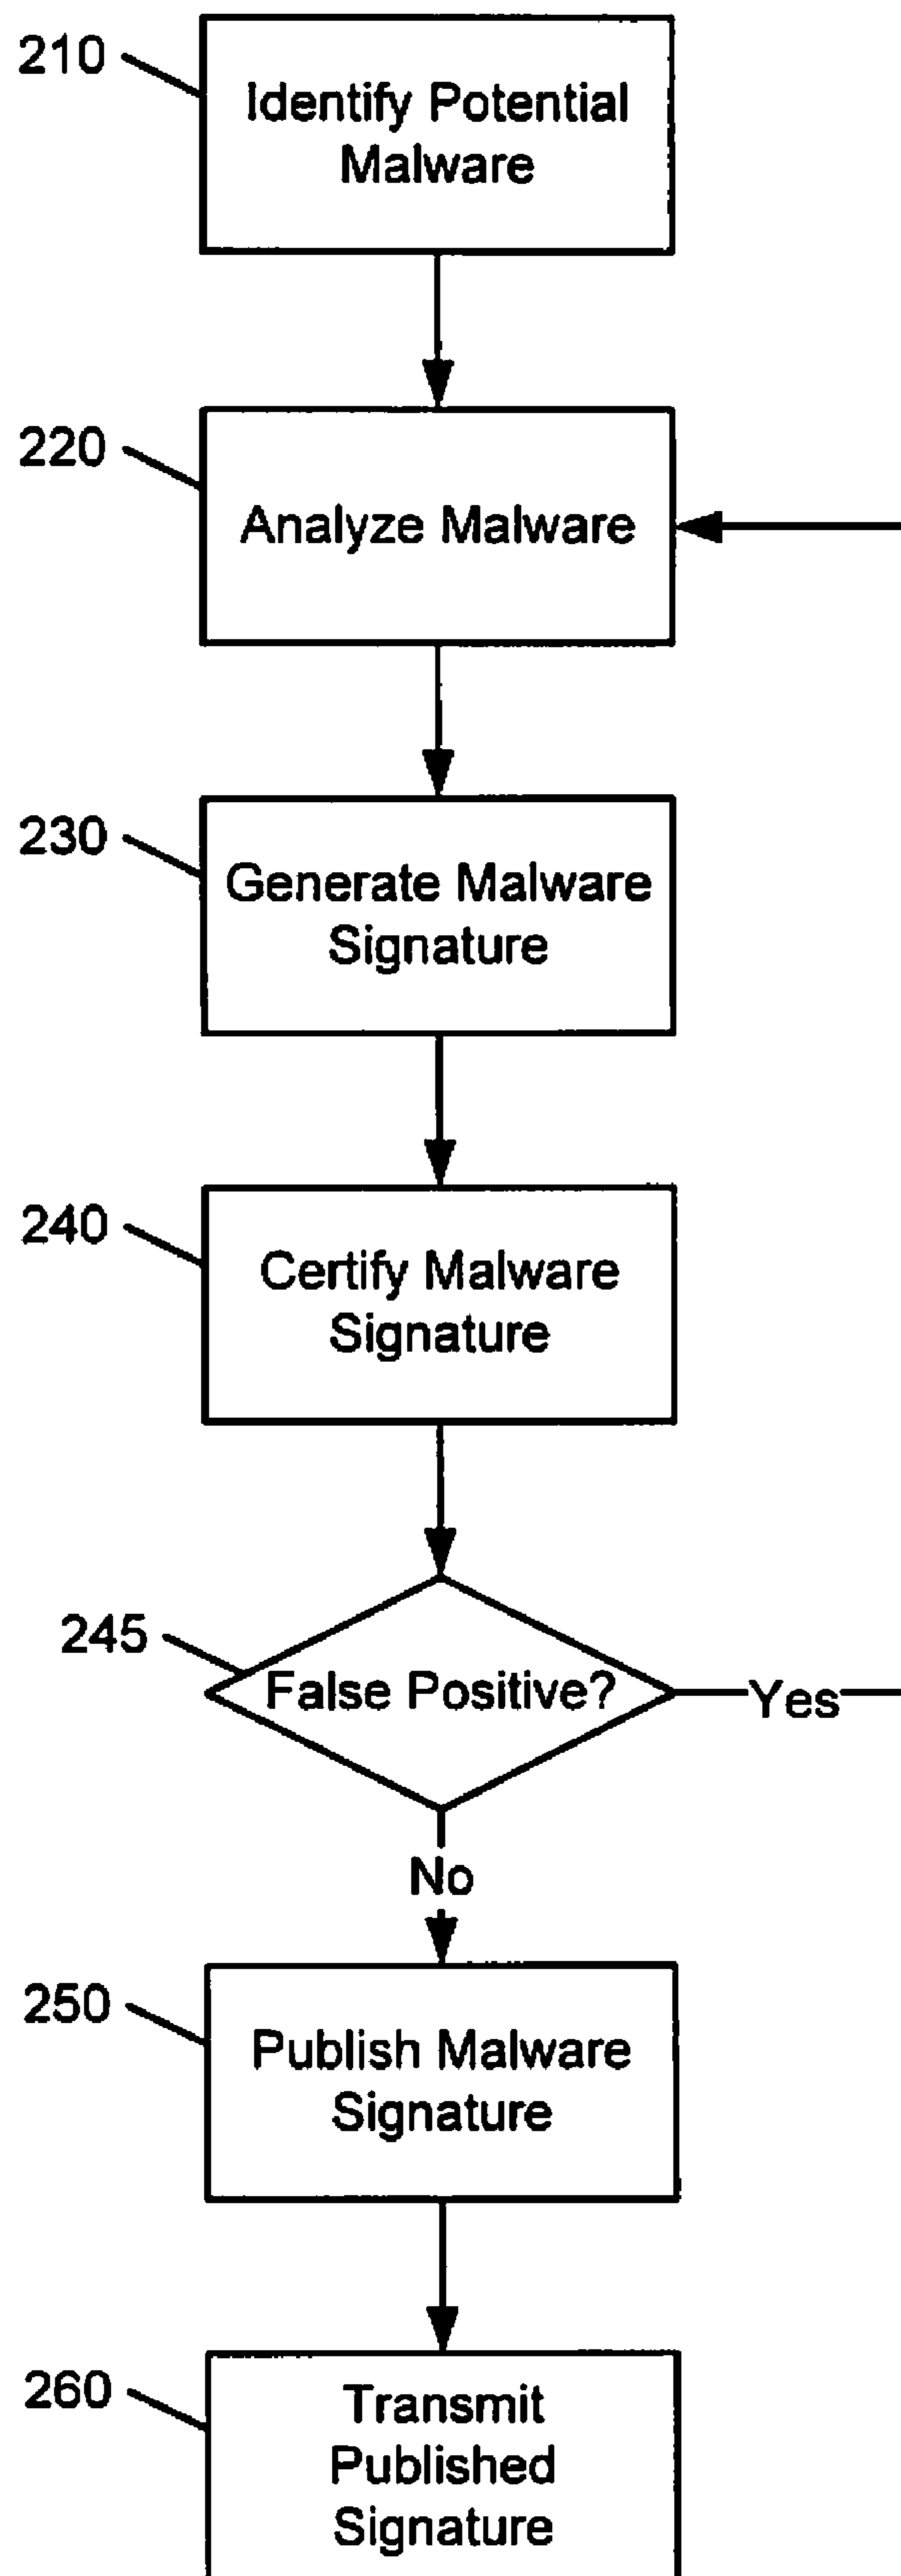 210
Identify Potential
Malware
220
Analyze Malware
230
Generate Malware
Signature
240
Certify Malware
Signature
245
False Positive?
Yes
No
250
Publish Malware
Signature
260
Transmit
Published
Signature